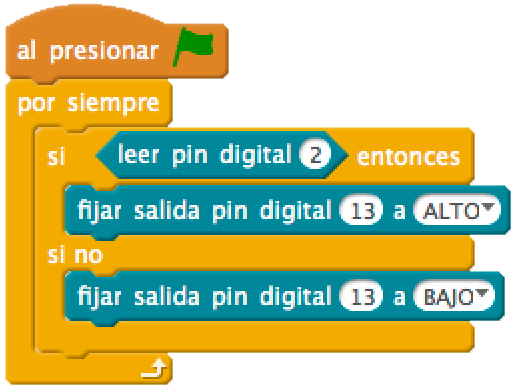 al presionar
por siempre
si leer pin digital 2 entonces
fijar salida pin digital 13 a ALTO
si no
fijar salida pin digital 13 a BAJO